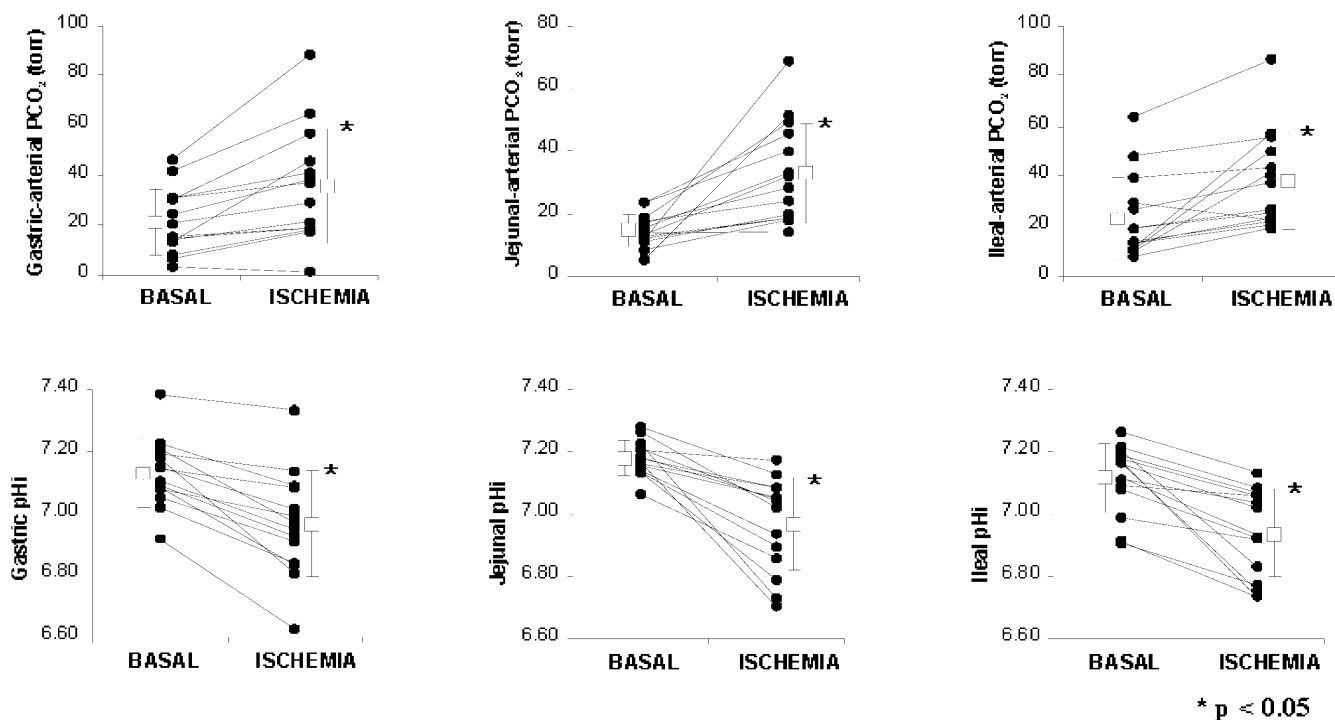 Gastric-arterial PCO₂ (torr)
100
80
60
40
20
0
*
BASAL ISCHEMIA
Jejunal-arterial PCO₂ (torr)
80
60
40
20
0
*
BASAL ISCHEMIA
Ileal-arterial PCO₂ (torr)
100
80
60
40
20
0
*
BASAL ISCHEMIA
Gastric pHi
7.40
7.20
7.00
6.80
6.60
*
BASAL ISCHEMIA
Jejunal pHi
7.40
7.20
7.00
6.80
6.60
*
BASAL ISCHEMIA
Ileal pHi
7.40
7.20
7.00
6.80
6.60
*
BASAL ISCHEMIA
* p < 0.05